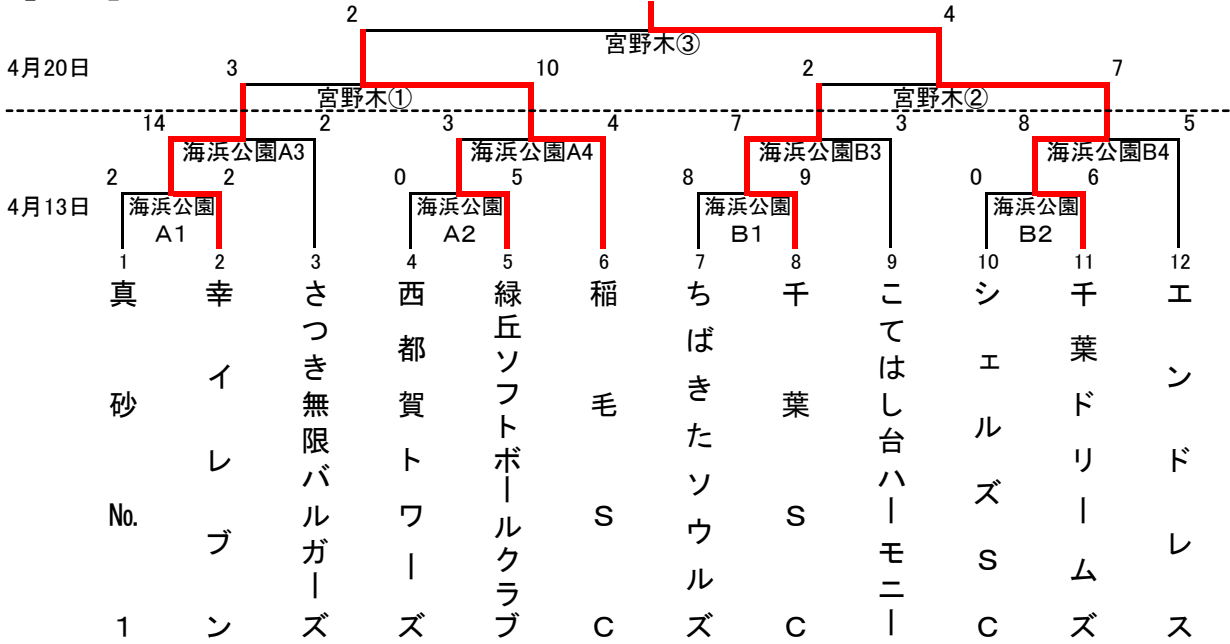 2 4
宮野木③
4月20日 3 10 2 7
宮野木① 宮野木②
14 2 3 4 7 3 8 5
海浜公園A3 海浜公園A4 海浜公園B3 海浜公園B4
2 2 0 5 8 9 0 6
4月13日 海浜公園 海浜公園 海浜公園 海浜公園
A1 A2 B1 B2
1 2 3 4 5 6 7 8 9 10 11 12
真砂№1
幸イレブン
さつき無限バルガーズ
西都賀トワーズ
緑丘ソフトボールクラブ
稲毛SC
ちばきたソウルズ
千葉SC
こてはし台ハーモニー
シェルズSC
千葉ドリームズ
エンドレス